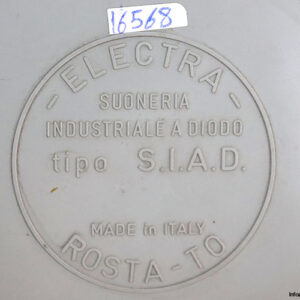 16568
- ELECTRA -
SUONERIA
INDUSTRIALE A DIODO
tipo S.I.A.D.
MADE in ITALY
ROSTA - TO